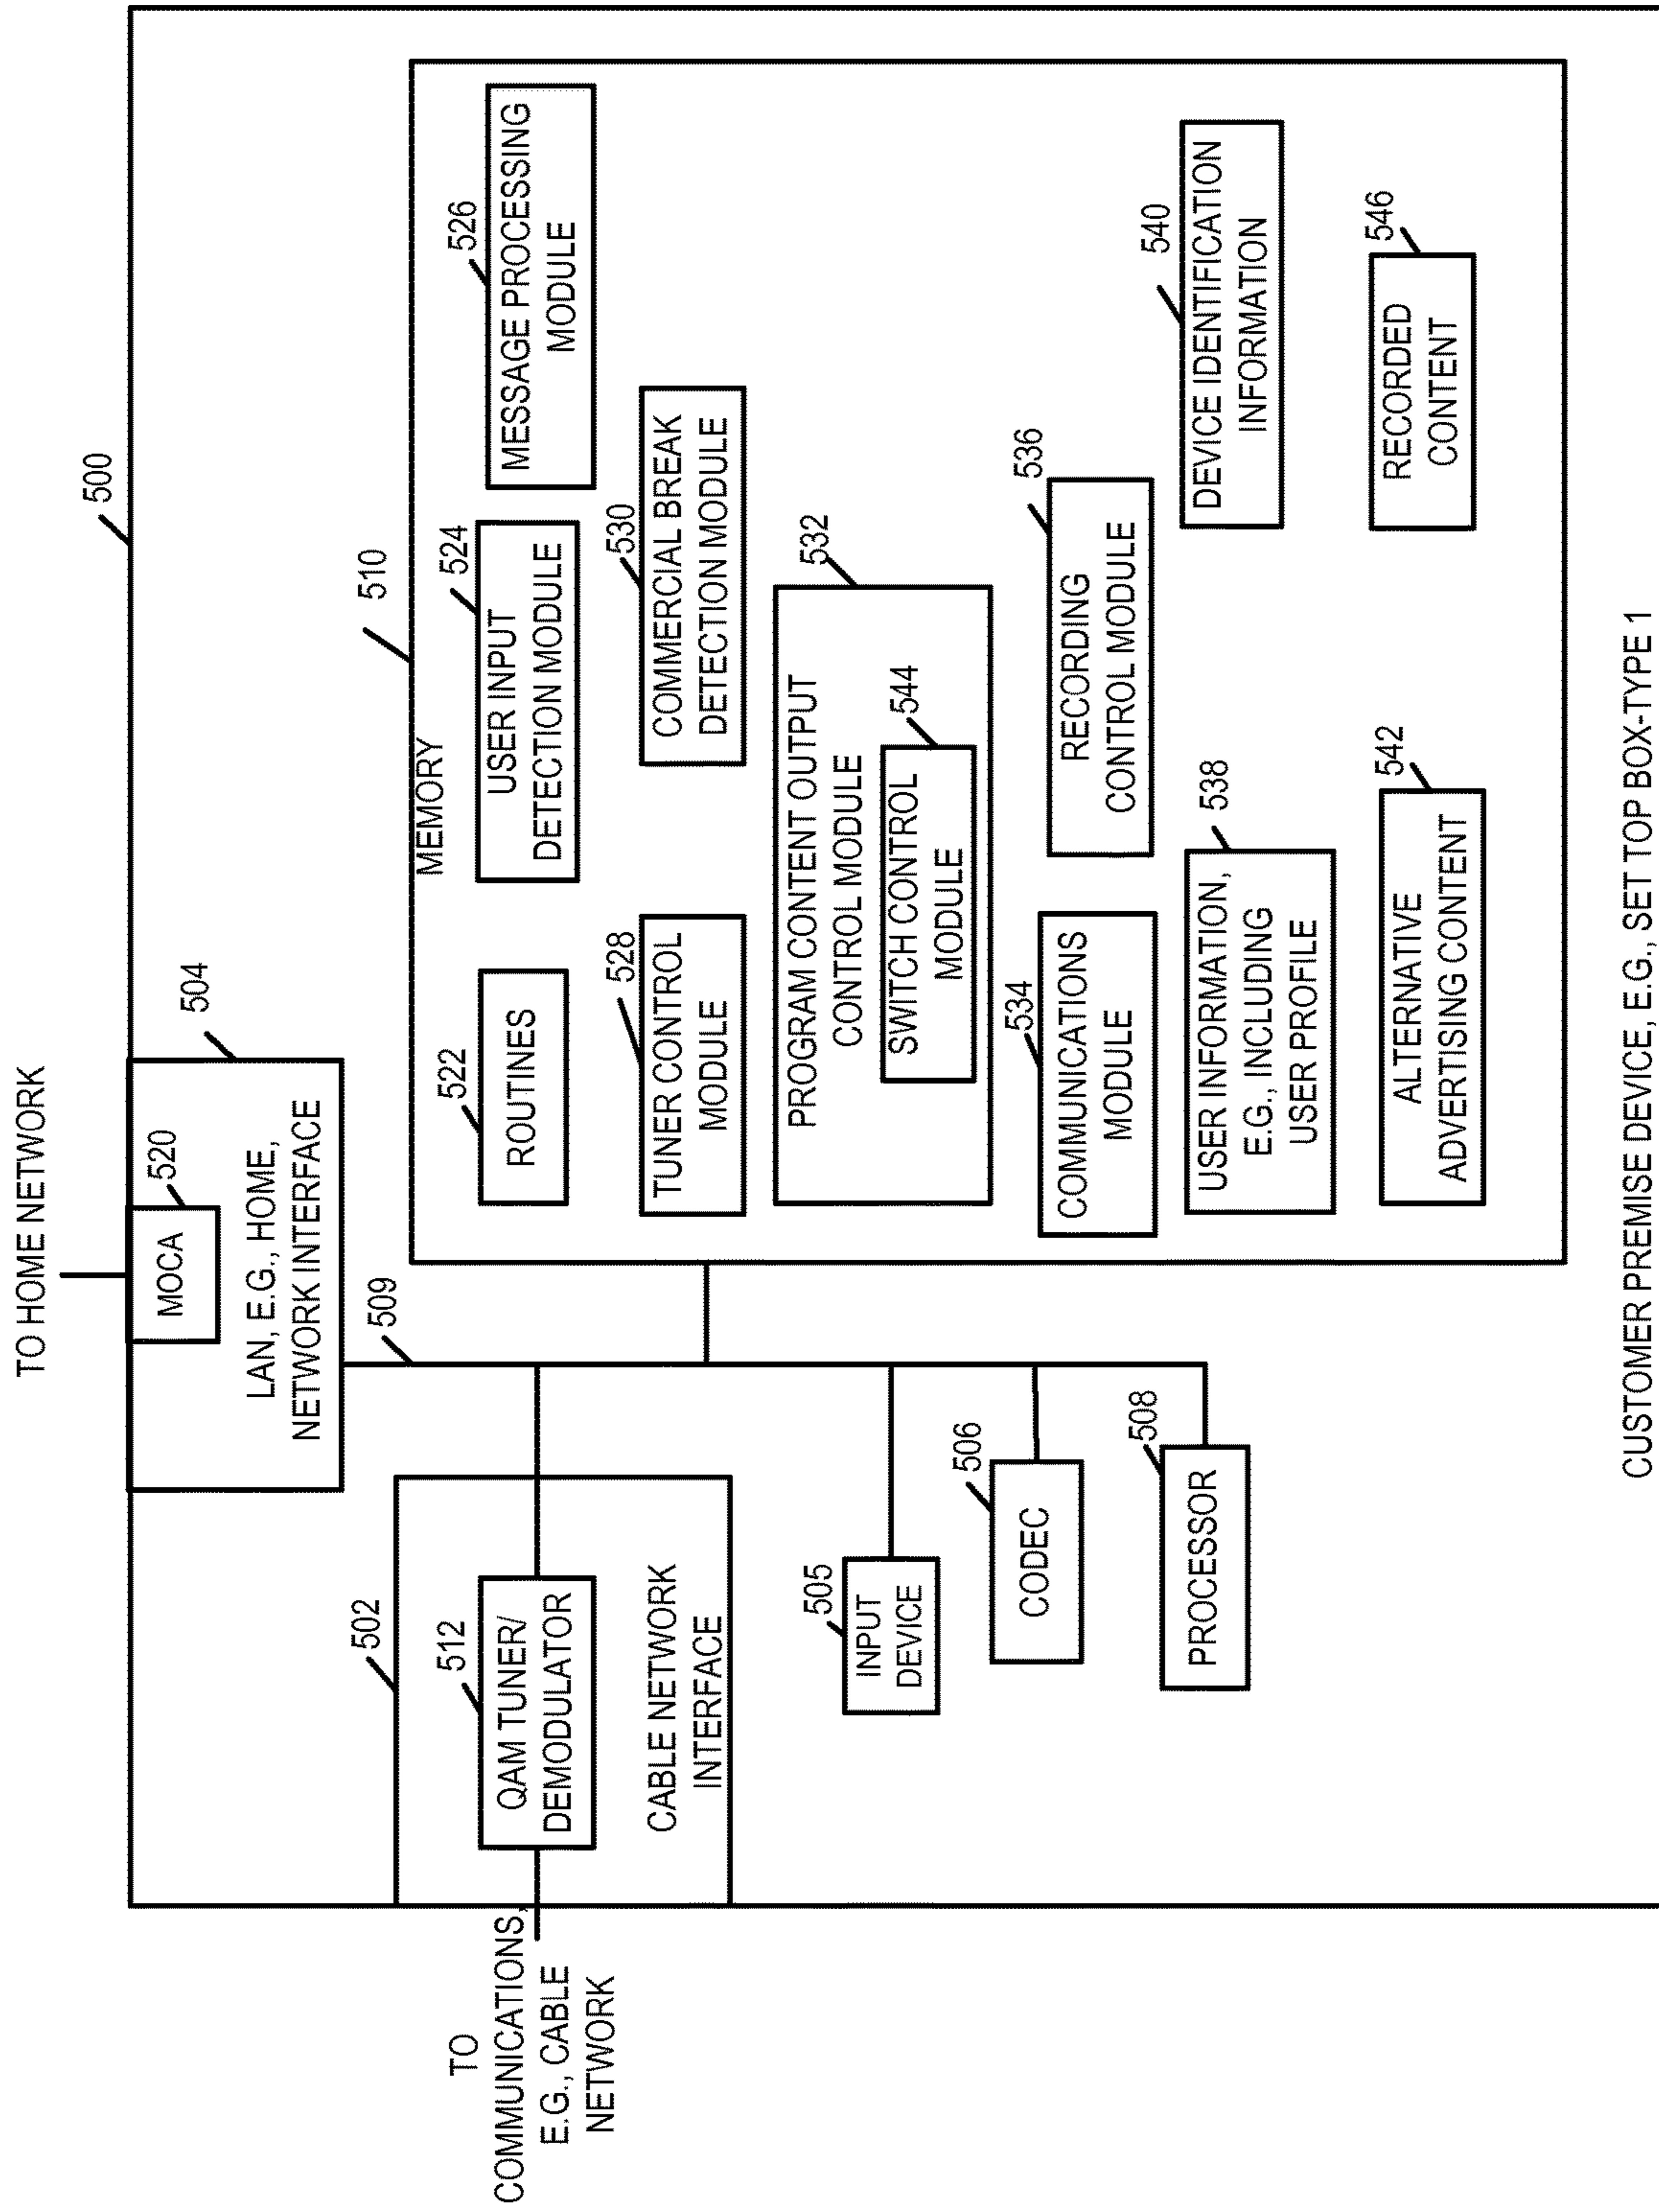 TO HOME NETWORK
500
504
MOCA
520
LAN, E.G., HOME,
NETWORK INTERFACE
509
502
512
QAM TUNER/
DEMODULATOR
CABLE NETWORK
INTERFACE
TO
COMMUNICATIONS,
E.G., CABLE
NETWORK
505
INPUT
DEVICE
506
CODEC
508
PROCESSOR
510
MEMORY
522
ROUTINES
524
USER INPUT
DETECTION MODULE
526
MESSAGE PROCESSING
MODULE
528
TUNER CONTROL
MODULE
530
COMMERCIAL BREAK
DETECTION MODULE
532
PROGRAM CONTENT OUTPUT
CONTROL MODULE
544
SWITCH CONTROL
MODULE
534
COMMUNICATIONS
MODULE
536
RECORDING
CONTROL MODULE
538
USER INFORMATION,
E.G., INCLUDING
USER PROFILE
540
DEVICE IDENTIFICATION
INFORMATION
542
ALTERNATIVE
ADVERTISING CONTENT
546
RECORDED
CONTENT
CUSTOMER PREMISE DEVICE, E.G., SET TOP BOX-TYPE 1